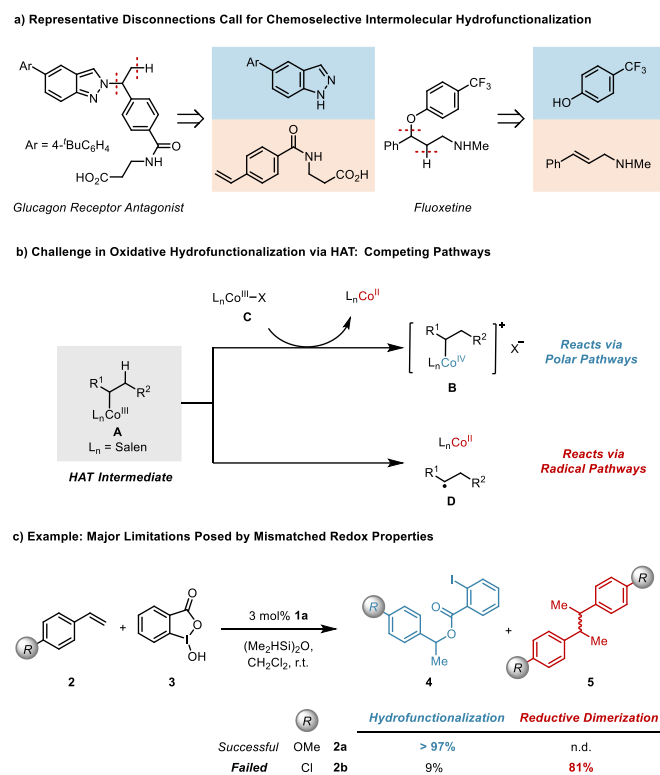 a) Representative Disconnections Call for Chemoselective Intermolecular Hydrofunctionalization
Ar
N
N
H
Ar = 4-ᵗBuC₆H₄
O
NH
HO₂C
Glucagon Receptor Antagonist
Ar
N
N
H
O
N
H
CO₂H
CF₃
O
Ph
NHMe
H
Fluoxetine
CF₃
HO
Ph
NHMe
b) Challenge in Oxidative Hydrofunctionalization via HAT: Competing Pathways
H
R¹
R²
LₙCoᴵᴵᴵ
A
Lₙ = Salen
HAT Intermediate
LₙCoᴵᴵᴵ–X
C
LₙCoᴵᴵ
R¹
R²
LₙCoᴵⱽ
+
X⁻
B
Reacts via
Polar Pathways
LₙCoᴵᴵ
R¹
R²
D
Reacts via
Radical Pathways
c) Example: Major Limitations Posed by Mismatched Redox Properties
R
2
+
O
O
I
OH
3
3 mol% 1a
(Me₂HSi)₂O,
CH₂Cl₂, r.t.
R
I
O
O
Me
4
+
R
Me
Me
R
5
R Hydrofunctionalization Reductive Dimerization
Successful OMe 2a > 97% n.d.
Failed Cl 2b 9% 81%